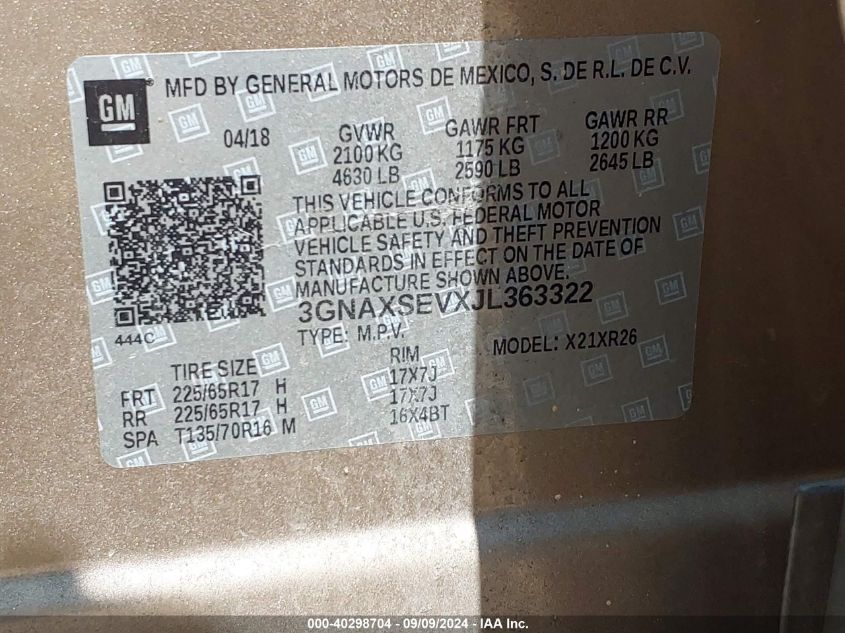 GM
MFD BY GENERAL MOTORS DE MEXICO, S. DE R.L. DE C.V.
04/18 GVWR GAWR FRT GAWR RR
2100 KG 1175 KG 1200 KG
4630 LB 2590 LB 2645 LB
THIS VEHICLE CONFORMS TO ALL
APPLICABLE U.S. FEDERAL MOTOR
VEHICLE SAFETY AND THEFT PREVENTION
STANDARDS IN EFFECT ON THE DATE OF
MANUFACTURE SHOWN ABOVE.
3GNAXSEVXJL363322
444C TYPE: M.P.V. MODEL: X21XR26
TIRE SIZE RIM
FRT 225/65R17 H 17X7J
RR 225/65R17 H 17X7J
SPA T135/70R16 M 16X4BT
000-40298704 - 09/09/2024 - IAA Inc.